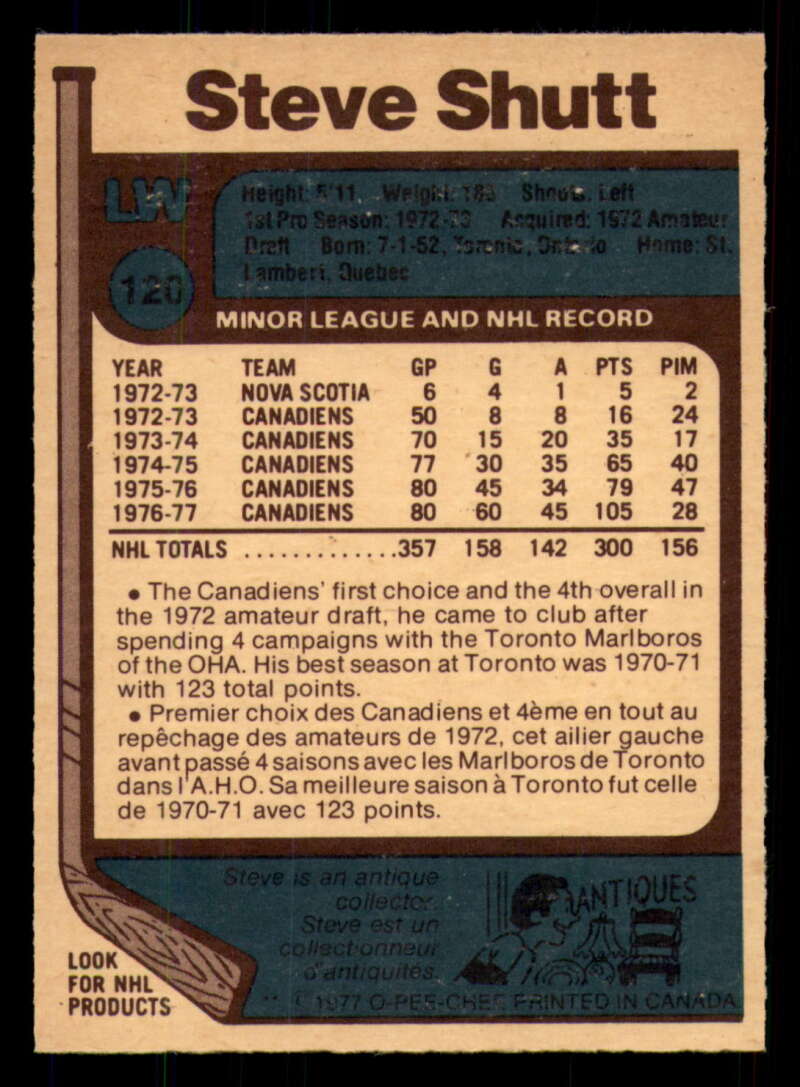 Steve Shutt
LW
Height: 5'11, Weight: 185 Shoots: Left
1st Pro Season: 1972-73 Acquired: 1972 Amateur
Draft Born: 7-1-52, Toronto, Ontario Home: St.
Lambert, Quebec
120
MINOR LEAGUE AND NHL RECORD
YEAR TEAM GP G A PTS PIM
1972-73 NOVA SCOTIA 6 4 1 5 2
1972-73 CANADIENS 50 8 8 16 24
1973-74 CANADIENS 70 15 20 35 17
1974-75 CANADIENS 77 30 35 65 40
1975-76 CANADIENS 80 45 34 79 47
1976-77 CANADIENS 80 60 45 105 28
NHL TOTALS .............357 158 142 300 156
• The Canadiens' first choice and the 4th overall in
the 1972 amateur draft, he came to club after
spending 4 campaigns with the Toronto Marlboros
of the OHA. His best season at Toronto was 1970-71
with 123 total points.
• Premier choix des Canadiens et 4ème en tout au
repêchage des amateurs de 1972, cet ailier gauche
avant passé 4 saisons avec les Marlboros de Toronto
dans l'A.H.O. Sa meilleure saison à Toronto fut celle
de 1970-71 avec 123 points.
Steve is an antique
collector.
Steve est un
collectionneur
d'antiquités.
ANTIQUES
LOOK
FOR NHL
PRODUCTS
** © 1977 O-PEE-CHEE PRINTED IN CANADA